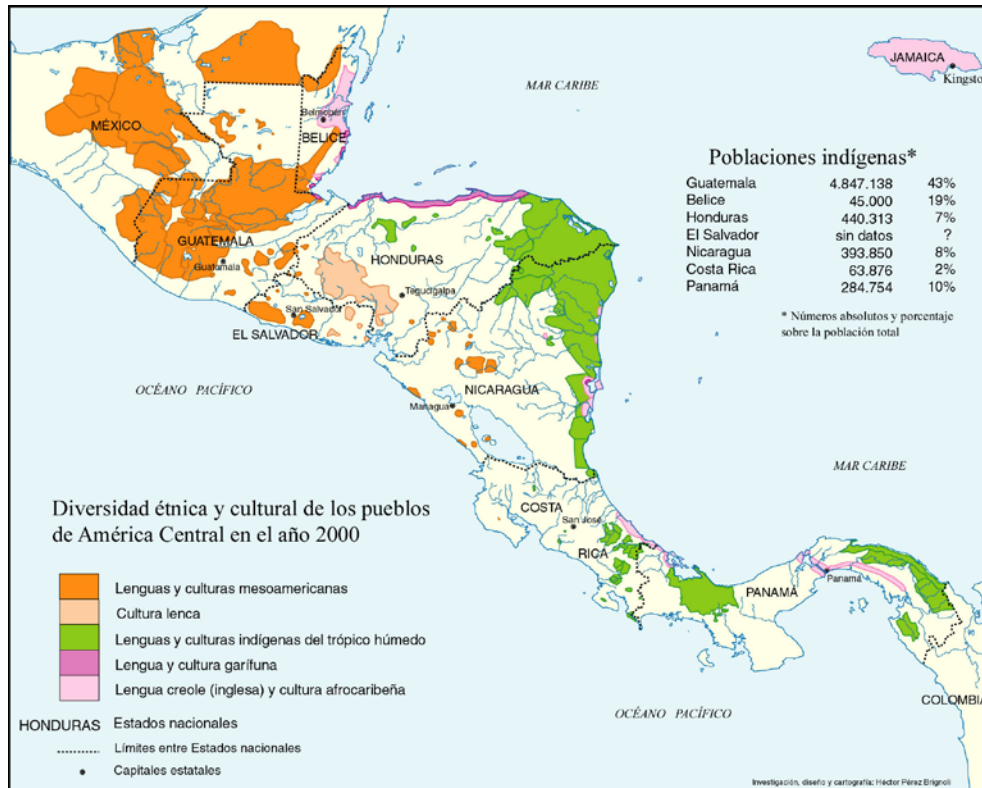 JAMAICA
Kingsto
MAR CARIBE
MÉXICO
Belmopán
BELICE
Poblaciones indígenas*
Guatemala 4.847.138 43%
Belice 45.000 19%
Honduras 440.313 7%
El Salvador sin datos ?
Nicaragua 393.850 8%
Costa Rica 63.876 2%
Panamá 284.754 10%
* Números absolutos y porcentaje
sobre la población total
GUATEMALA
Guatemala
HONDURAS
Tegucigalpa
San Salvador
EL SALVADOR
OCÉANO PACÍFICO
NICARAGUA
Managua
MAR CARIBE
COSTA
San José
RICA
PANAMÁ
Panamá
COLOMBIA
OCÉANO PACÍFICO
Diversidad étnica y cultural de los pueblos
de América Central en el año 2000
Lenguas y culturas mesoamericanas
Cultura lenca
Lenguas y culturas indígenas del trópico húmedo
Lengua y cultura garífuna
Lengua creole (inglesa) y cultura afrocaribeña
HONDURAS Estados nacionales
Límites entre Estados nacionales
Capitales estatales
Investigación, diseño y cartografía: Héctor Pérez Brignoli